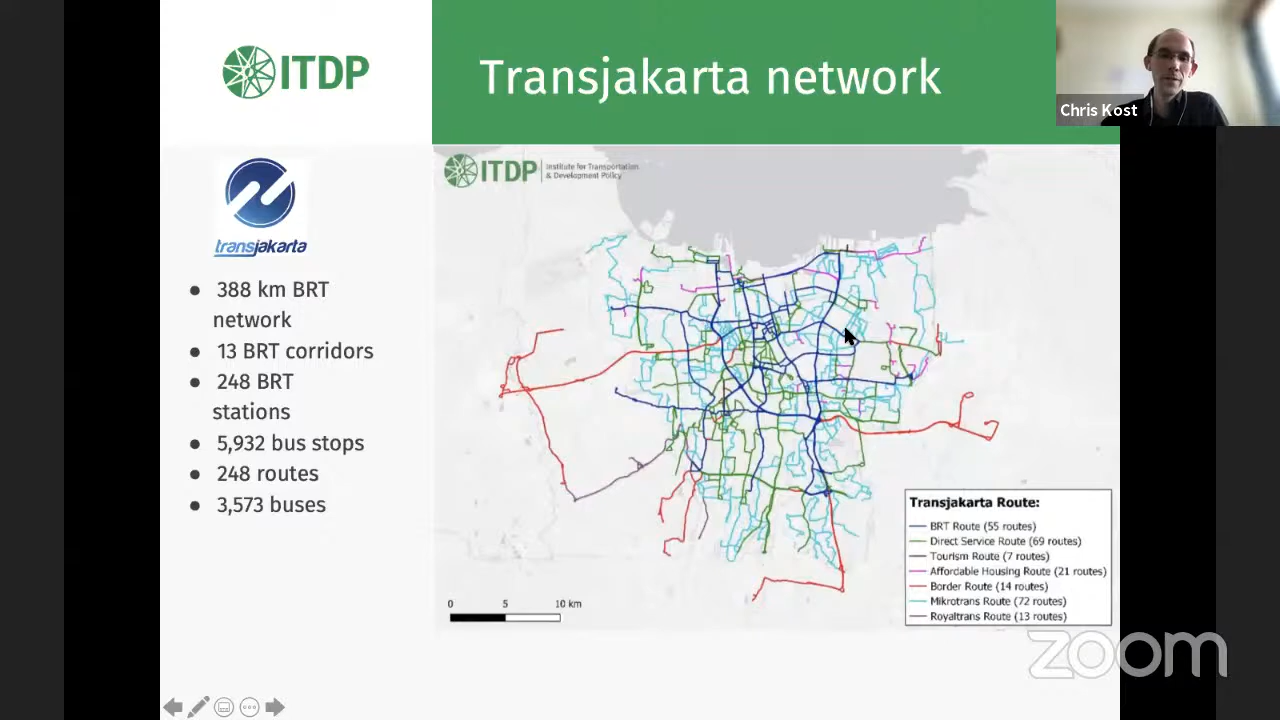 ITDP
Transjakarta network
Chris Kost
transjakarta
● 388 km BRT
network
● 13 BRT corridors
● 248 BRT
stations
● 5,932 bus stops
● 248 routes
● 3,573 buses
ITDP
Institute for Transportation
& Development Policy
0 5 10 km
Transjakarta Route:
BRT Route (55 routes)
Direct Service Route (69 routes)
Tourism Route (7 routes)
Affordable Housing Route (21 routes)
Border Route (14 routes)
Mikrotrans Route (72 routes)
Royaltrans Route (13 routes)
zoom